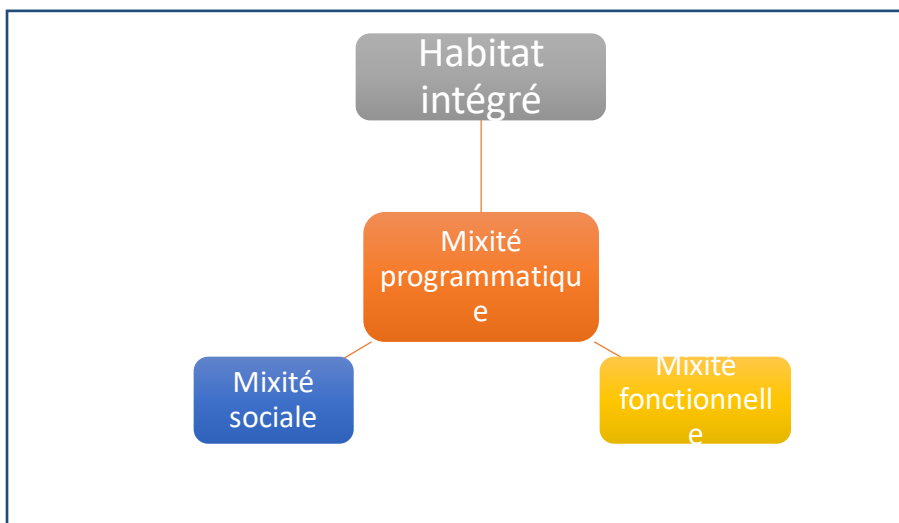 Habitat
intégré
Mixité
programmatiqu
e
Mixité
sociale
Mixité
fonctionnell
e